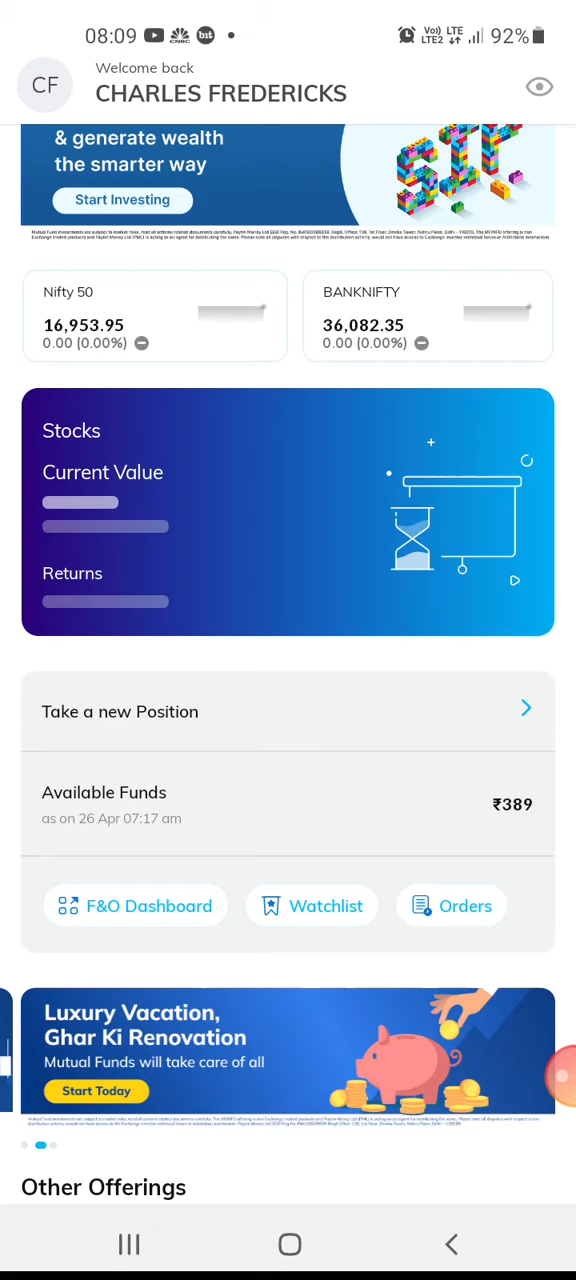 08:09
CNBC
bit
Vo)) LTE
LTE2
92%
CF
Welcome back
CHARLES FREDERICKS
& generate wealth
the smarter way
SIP
Start Investing
Nifty 50
16,953.95
0.00 (0.00%)
BANKNIFTY
36,082.35
0.00 (0.00%)
Stocks
Current Value
Returns
Take a new Position
Available Funds
₹389
as on 26 Apr 07:17 am
F&O Dashboard
Watchlist
Orders
Luxury Vacation,
Ghar Ki Renovation
Mutual Funds will take care of all
Start Today
Other Offerings